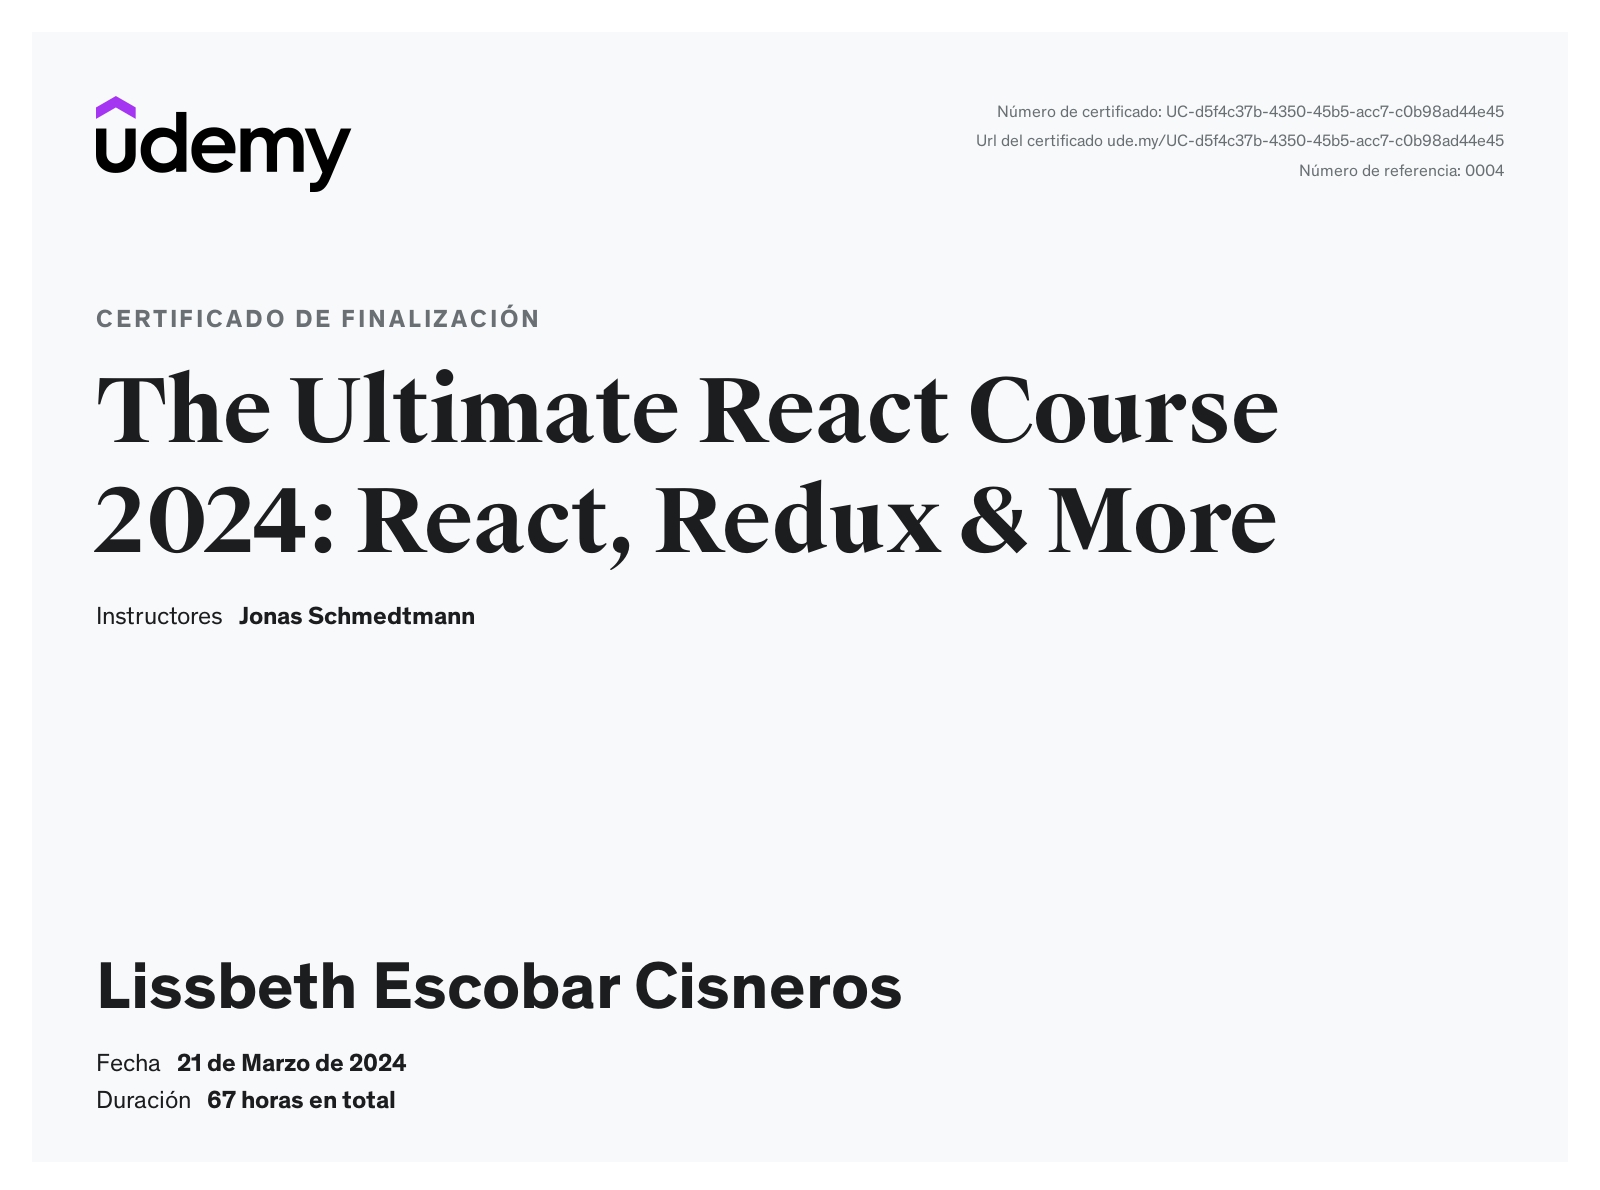 udemy
Número de certificado: UC-d5f4c37b-4350-45b5-acc7-c0b98ad44e45
Url del certificado ude.my/UC-d5f4c37b-4350-45b5-acc7-c0b98ad44e45
Número de referencia: 0004
CERTIFICADO DE FINALIZACIÓN
The Ultimate React Course
2024: React, Redux & More
Instructores Jonas Schmedtmann
Lissbeth Escobar Cisneros
Fecha 21 de Marzo de 2024
Duración 67 horas en total